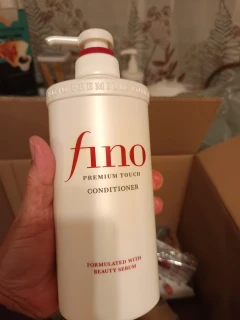 fino
PREMIUM TOUCH
CONDITIONER
FORMULATED WITH
BEAUTY SERUM